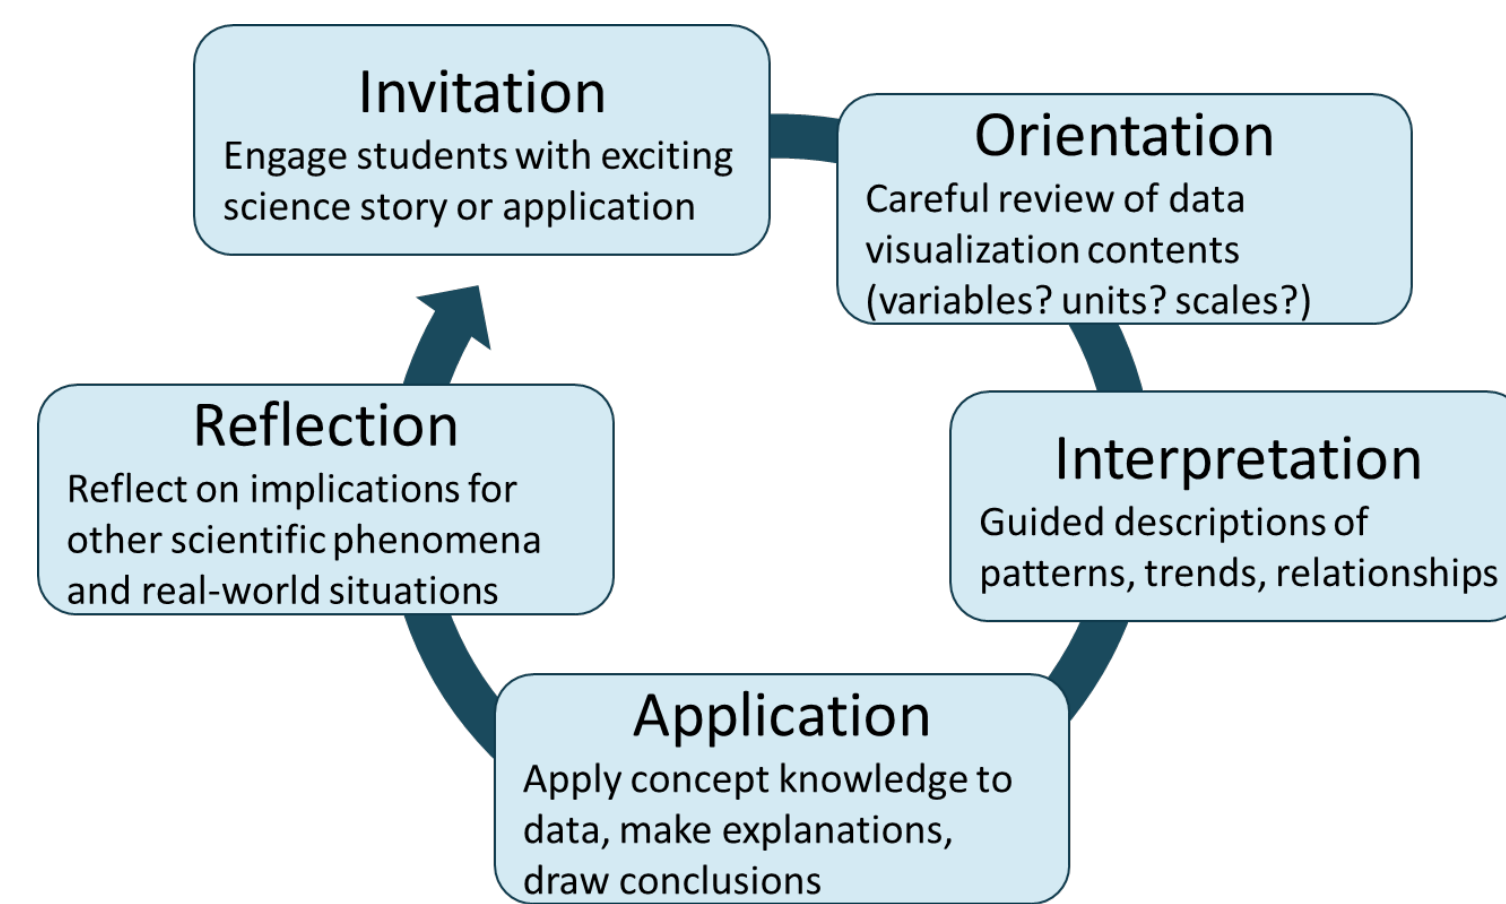 Invitation
Engage students with exciting
science story or application
Orientation
Careful review of data
visualization contents
(variables? units? scales?)
Interpretation
Guided descriptions of
patterns, trends, relationships
Application
Apply concept knowledge to
data, make explanations,
draw conclusions
Reflection
Reflect on implications for
other scientific phenomena
and real-world situations